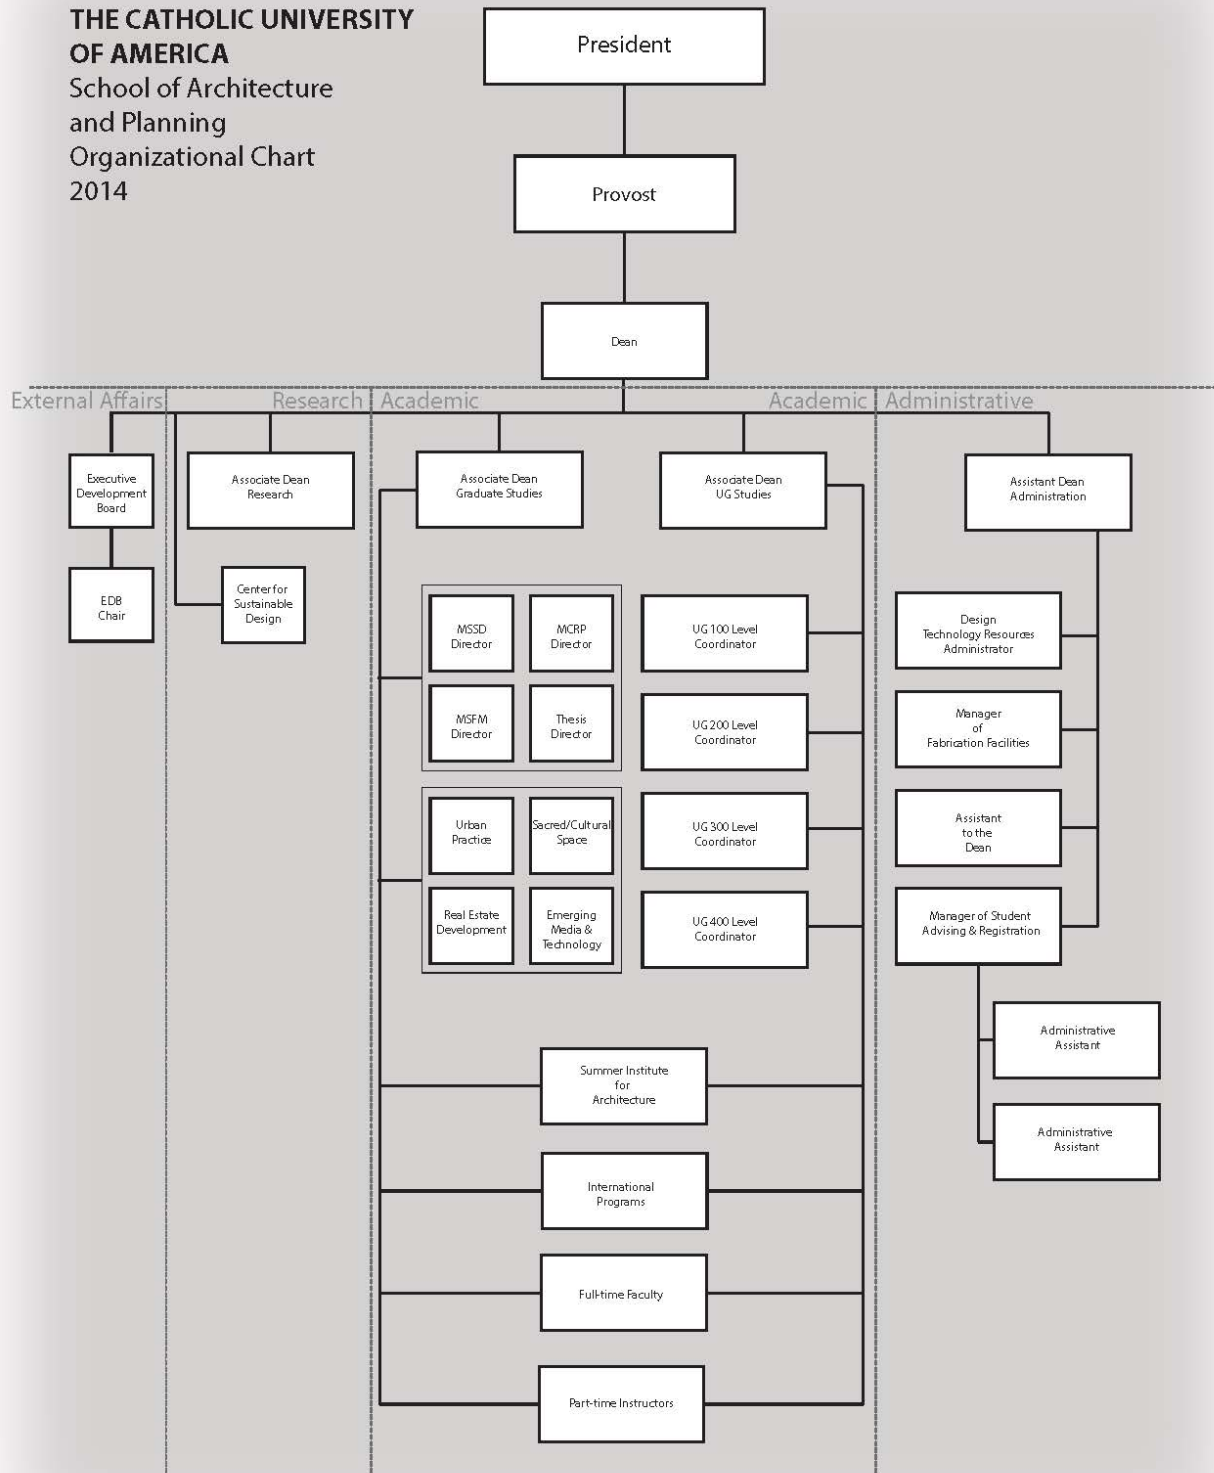 THE CATHOLIC UNIVERSITY
OF AMERICA
School of Architecture
and Planning
Organizational Chart
2014
President
Provost
Dean
External Affairs
Research
Academic
Academic
Administrative
Executive
Development
Board
Associate Dean
Research
Associate Dean
Graduate Studies
Associate Dean
UG Studies
Assistant Dean
Administration
EDB
Chair
Center for
Sustainable
Design
MSSD
Director
MCRP
Director
MSFM
Director
Thesis
Director
Urban
Practice
Sacred/Cultural
Space
Real Estate
Development
Emerging
Media &
Technology
UG 100 Level
Coordinator
UG 200 Level
Coordinator
UG 300 Level
Coordinator
UG 400 Level
Coordinator
Design
Technology Resources
Administrator
Manager
of
Fabrication Facilities
Assistant
to the
Dean
Manager of Student
Advising & Registration
Administrative
Assistant
Administrative
Assistant
Summer Institute
for
Architecture
International
Programs
Full-time Faculty
Part-time Instructors